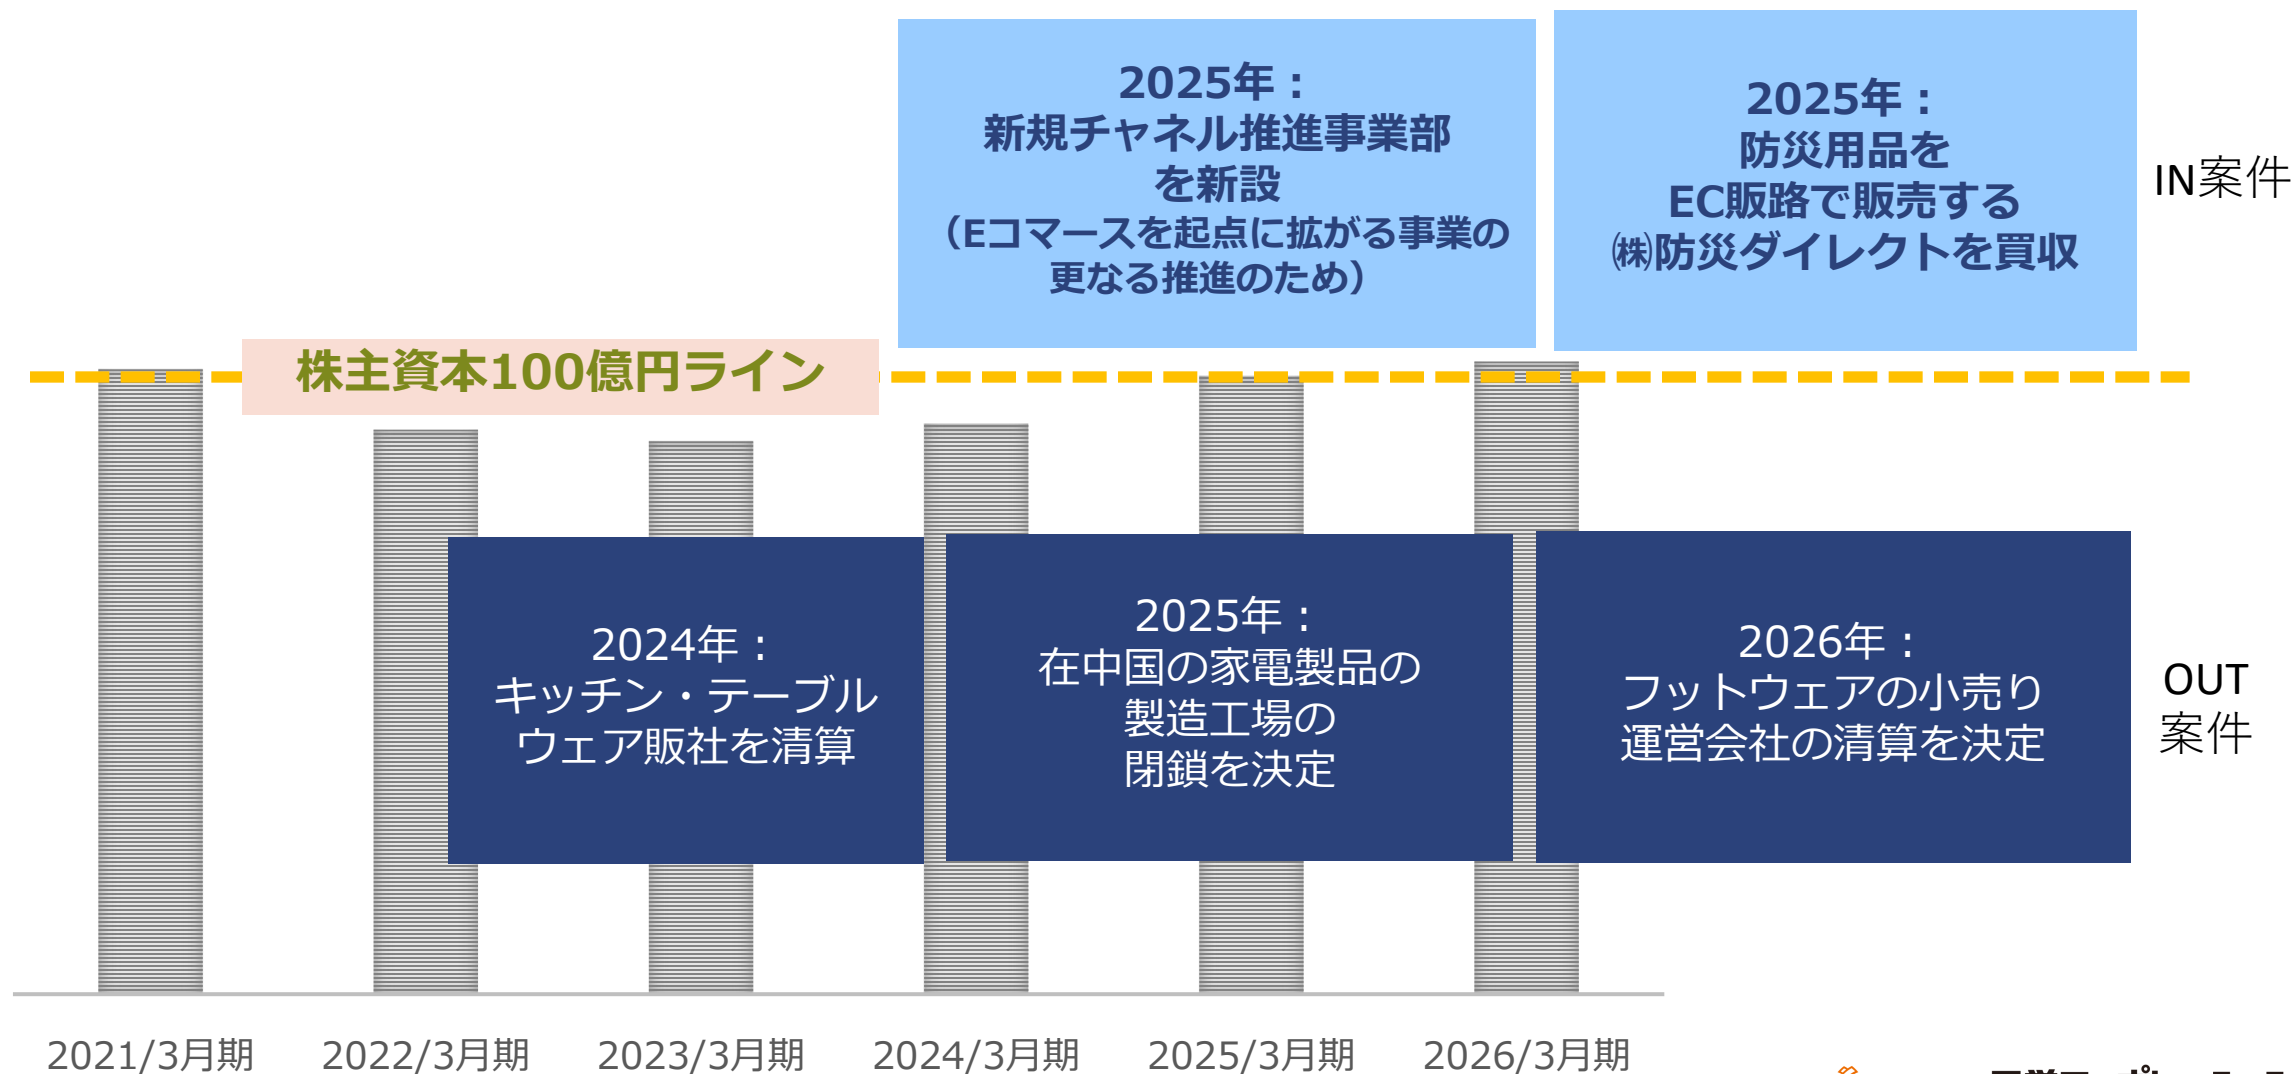 2025年：
新規チャネル推進事業部
を新設
（Eコマースを起点に拡がる事業の
更なる推進のため）
2025年：
防災用品を
EC販路で販売する
㈱防災ダイレクトを買収
IN案件
株主資本100億円ライン
2024年：
キッチン・テーブル
ウェア販社を清算
2025年：
在中国の家電製品の
製造工場の
閉鎖を決定
2026年：
フットウェアの小売り
運営会社の清算を決定
OUT
案件
2021/3月期
2022/3月期
2023/3月期
2024/3月期
2025/3月期
2026/3月期